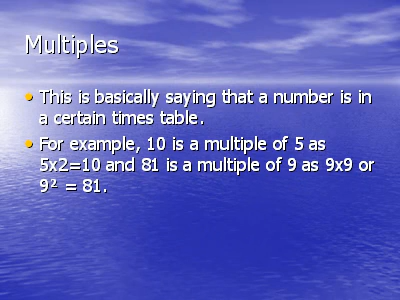 Multiples
• This is basically saying that a number is in
a certain times table.
• For example, 10 is a multiple of 5 as
5x2=10 and 81 is a multiple of 9 as 9x9 or
9² = 81.